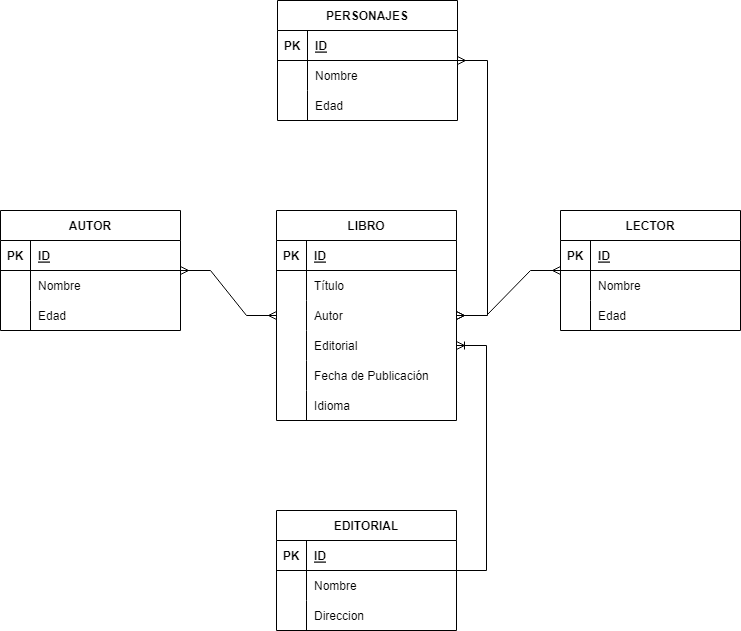 PERSONAJES
PK ID
Nombre
Edad
AUTOR
PK ID
Nombre
Edad
LIBRO
PK ID
Título
Autor
Editorial
Fecha de Publicación
Idioma
LECTOR
PK ID
Nombre
Edad
EDITORIAL
PK ID
Nombre
Direccion